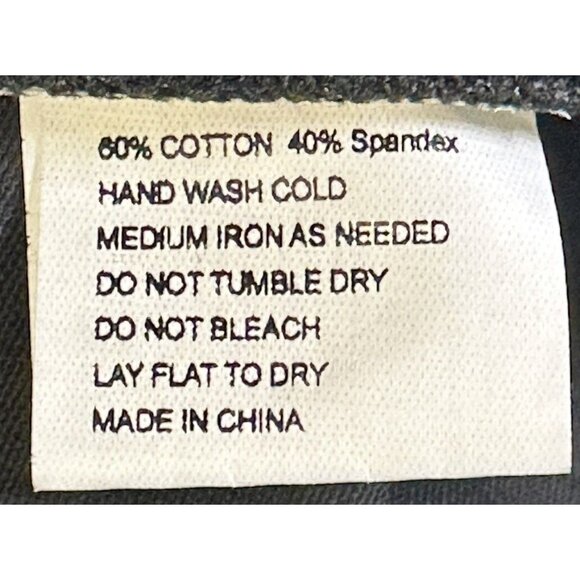 60% COTTON 40% Spandex
HAND WASH COLD
MEDIUM IRON AS NEEDED
DO NOT TUMBLE DRY
DO NOT BLEACH
LAY FLAT TO DRY
MADE IN CHINA